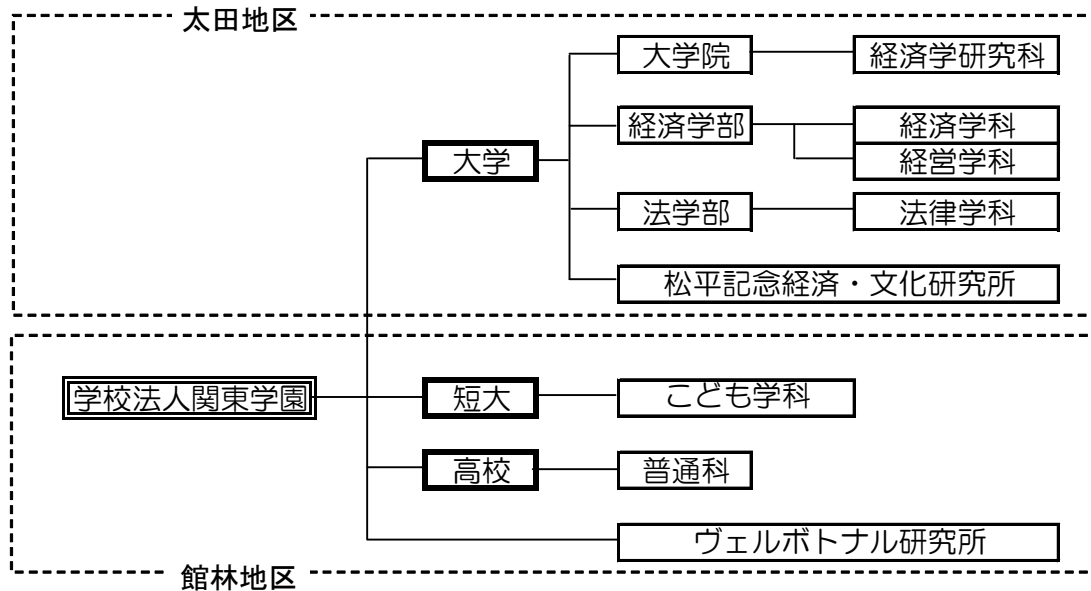 太田地区
大学院
経済学研究科
経済学部
経済学科
経営学科
大学
法学部
法律学科
松平記念経済・文化研究所
学校法人関東学園
短大
こども学科
高校
普通科
ヴェルボトナル研究所
館林地区